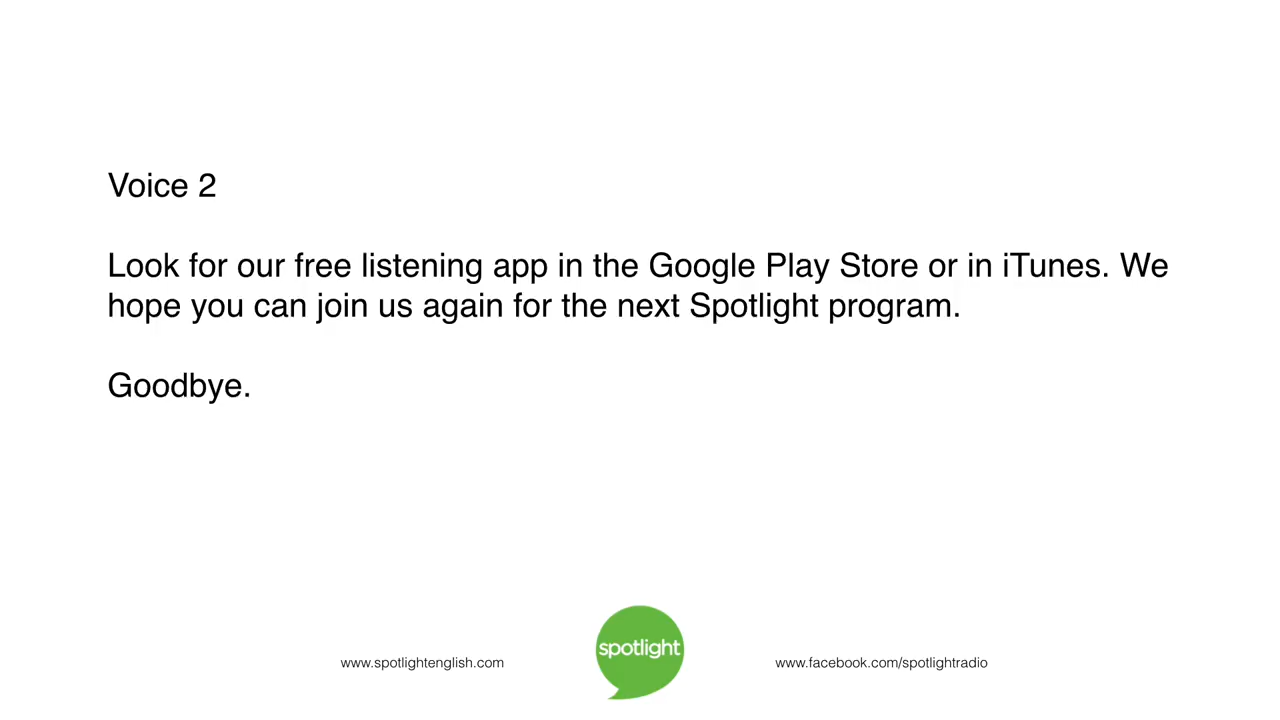 Voice 2
Look for our free listening app in the Google Play Store or in iTunes. We
hope you can join us again for the next Spotlight program.
Goodbye.
spotlight
www.spotlightenglish.com
www.facebook.com/spotlightradio